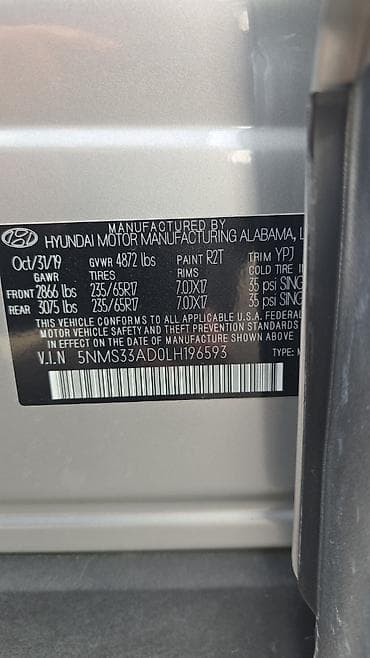 MANUFACTURED BY
HYUNDAI MOTOR MANUFACTURING ALABAMA, L
Oct/31/19 GVWR 4872 lbs PAINT R2T TRIM YPJ
GAWR TIRES RIMS COLD TIRE IN
FRONT 2866 lbs 235/65R17 7.0JX17 35 psi SING
REAR 3075 lbs 235/65R17 7.0JX17 35 psi SING
THIS VEHICLE CONFORMS TO ALL APPLICABLE U.S.A.FEDERAL
MOTOR VEHICLE SAFETY AND THEFT PREVENTION STANDARDS
IN EFFECT ON THE DATE OF MANUFACTURE SHOWN ABOVE
V.I.N 5NMS33AD0LH196593 TYPE: M